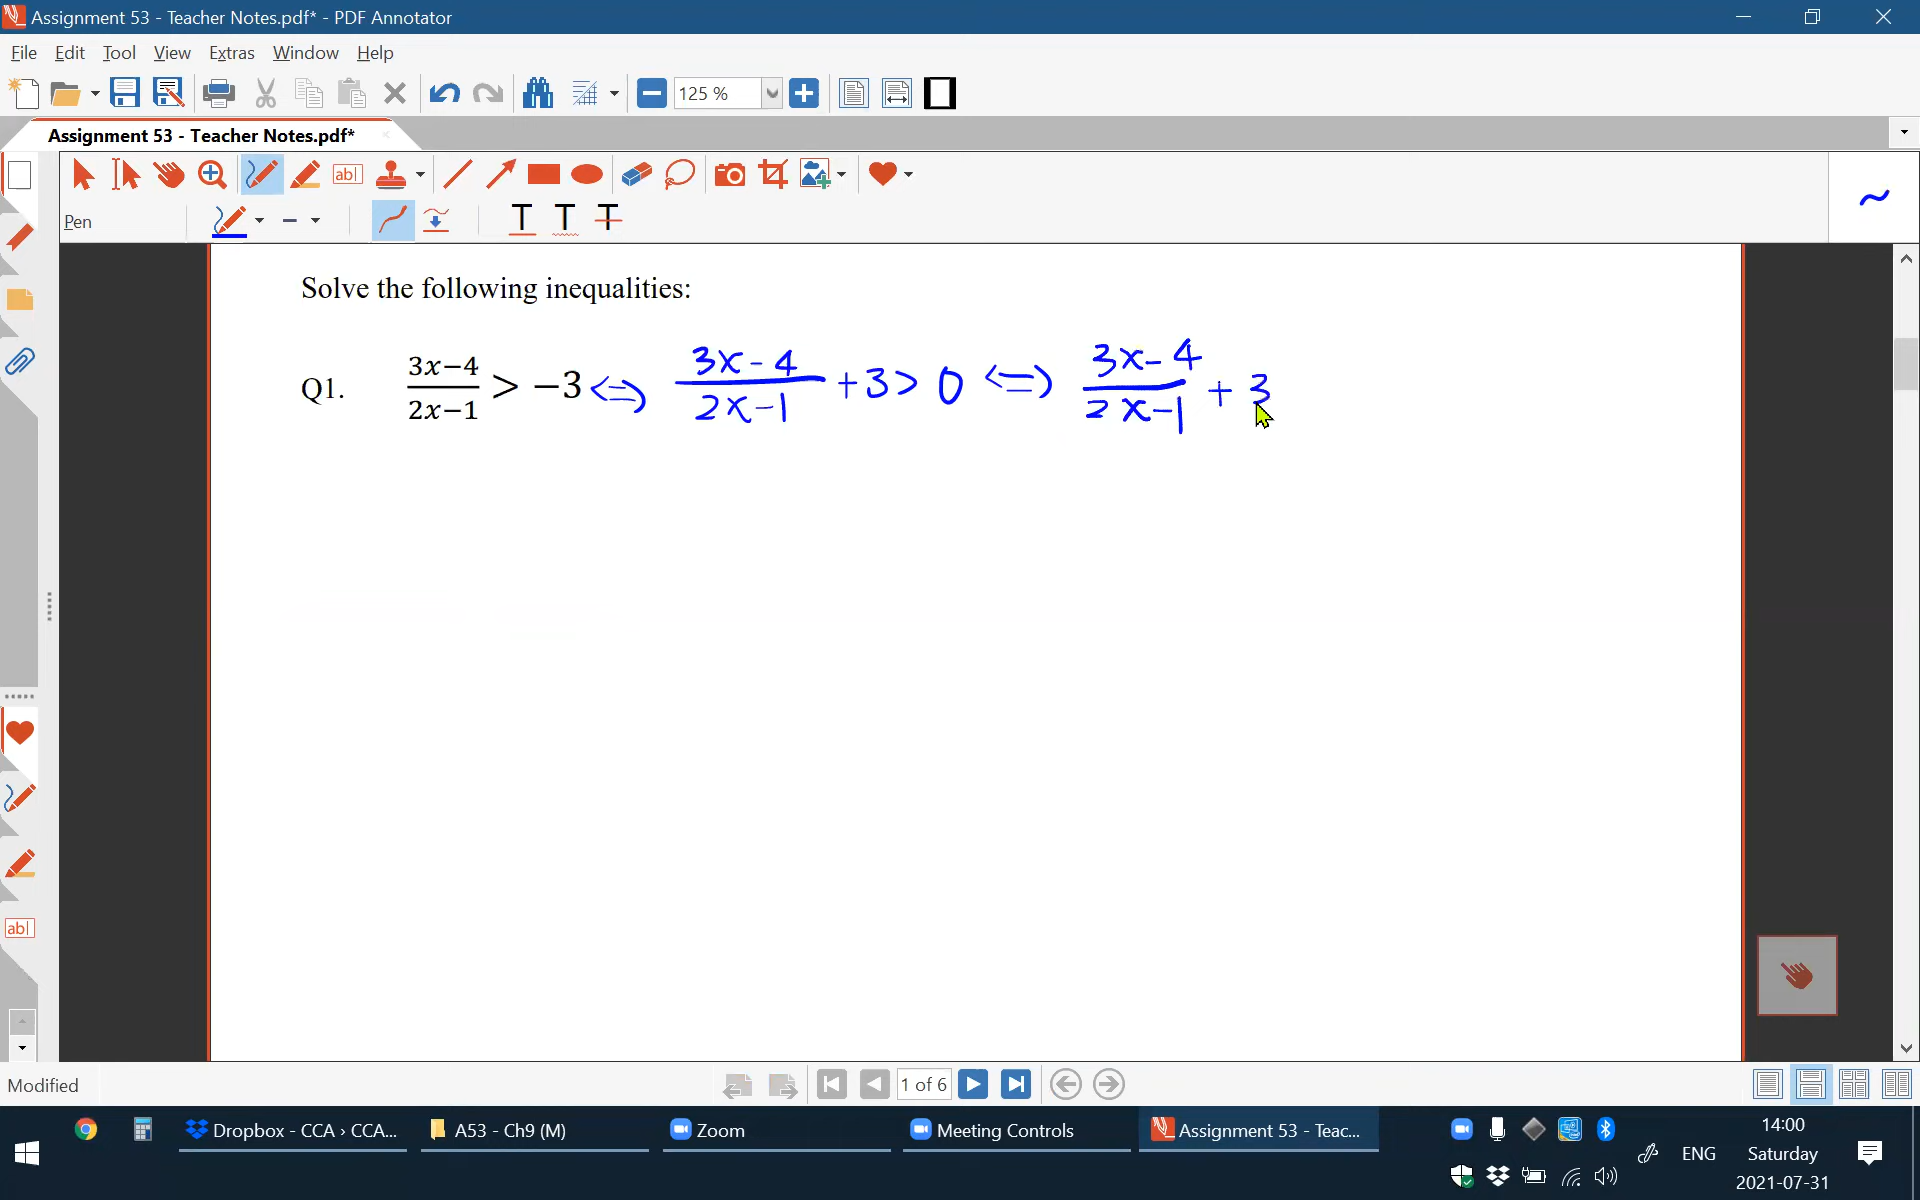 Assignment 53 - Teacher Notes.pdf* - PDF Annotator
File Edit Tool View Extras Window Help
125 %
Assignment 53 - Teacher Notes.pdf*
ab|
Pen
T T T
Solve the following inequalities:
Q1. (3x−4)/(2x−1) > −3 <=> (3x-4)/(2x-1) +3 > 0 <=> (3x-4)/(2x-1) + 3
ab|
Modified
1 of 6
Dropbox - CCA › CCA...
A53 - Ch9 (M)
Zoom
Meeting Controls
Assignment 53 - Teac...
ENG
14:00
Saturday
2021-07-31